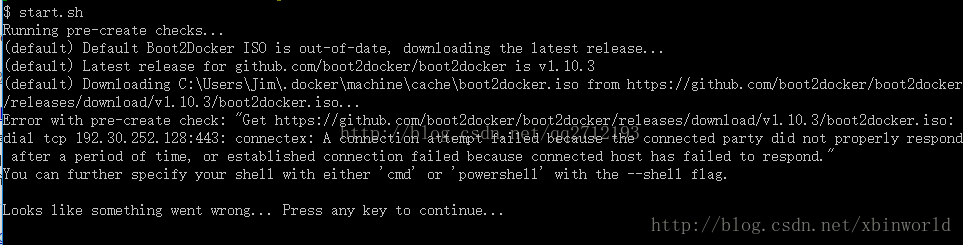 $ start.sh
Running pre-create checks...
(default) Default Boot2Docker ISO is out-of-date, downloading the latest release...
(default) Latest release for github.com/boot2docker/boot2docker is v1.10.3
(default) Downloading C:\Users\Jim\.docker\machine\cache\boot2docker.iso from https://github.com/boot2docker/boot2docker
/releases/download/v1.10.3/boot2docker.iso...
Error with pre-create check: "Get https://github.com/boot2docker/boot2docker/releases/download/v1.10.3/boot2docker.iso:
dial tcp 192.30.252.128:443: connectex: A connection attempt failed because the connected party did not properly respond
after a period of time, or established connection failed because connected host has failed to respond."
You can further specify your shell with either 'cmd' or 'powershell' with the --shell flag.
Looks like something went wrong... Press any key to continue...
http://blog.csdn.net/xbinworld